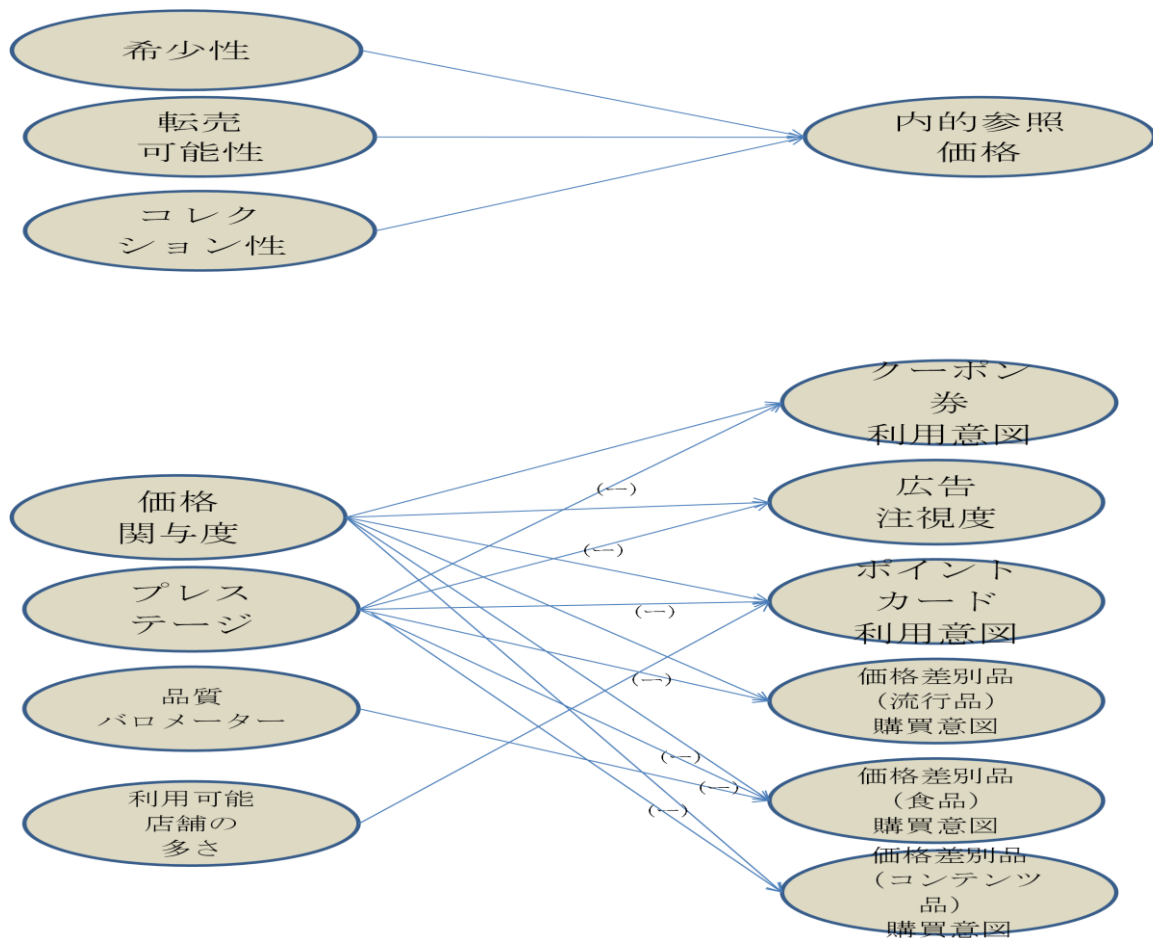 希少性
転売
可能性
コレク
ション性
内的参照
価格
価格
関与度
プレス
テージ
品質
バロメーター
利用可能
店舗の
多さ
クーポン
券
利用意図
広告
注視度
ポイント
カード
利用意図
価格差別品
（流行品）
購買意図
価格差別品
（食品）
購買意図
価格差別品
（コンテンツ
品）
購買意図
(―)
(―)
(―)
(―)
(―)
(―)
(―)